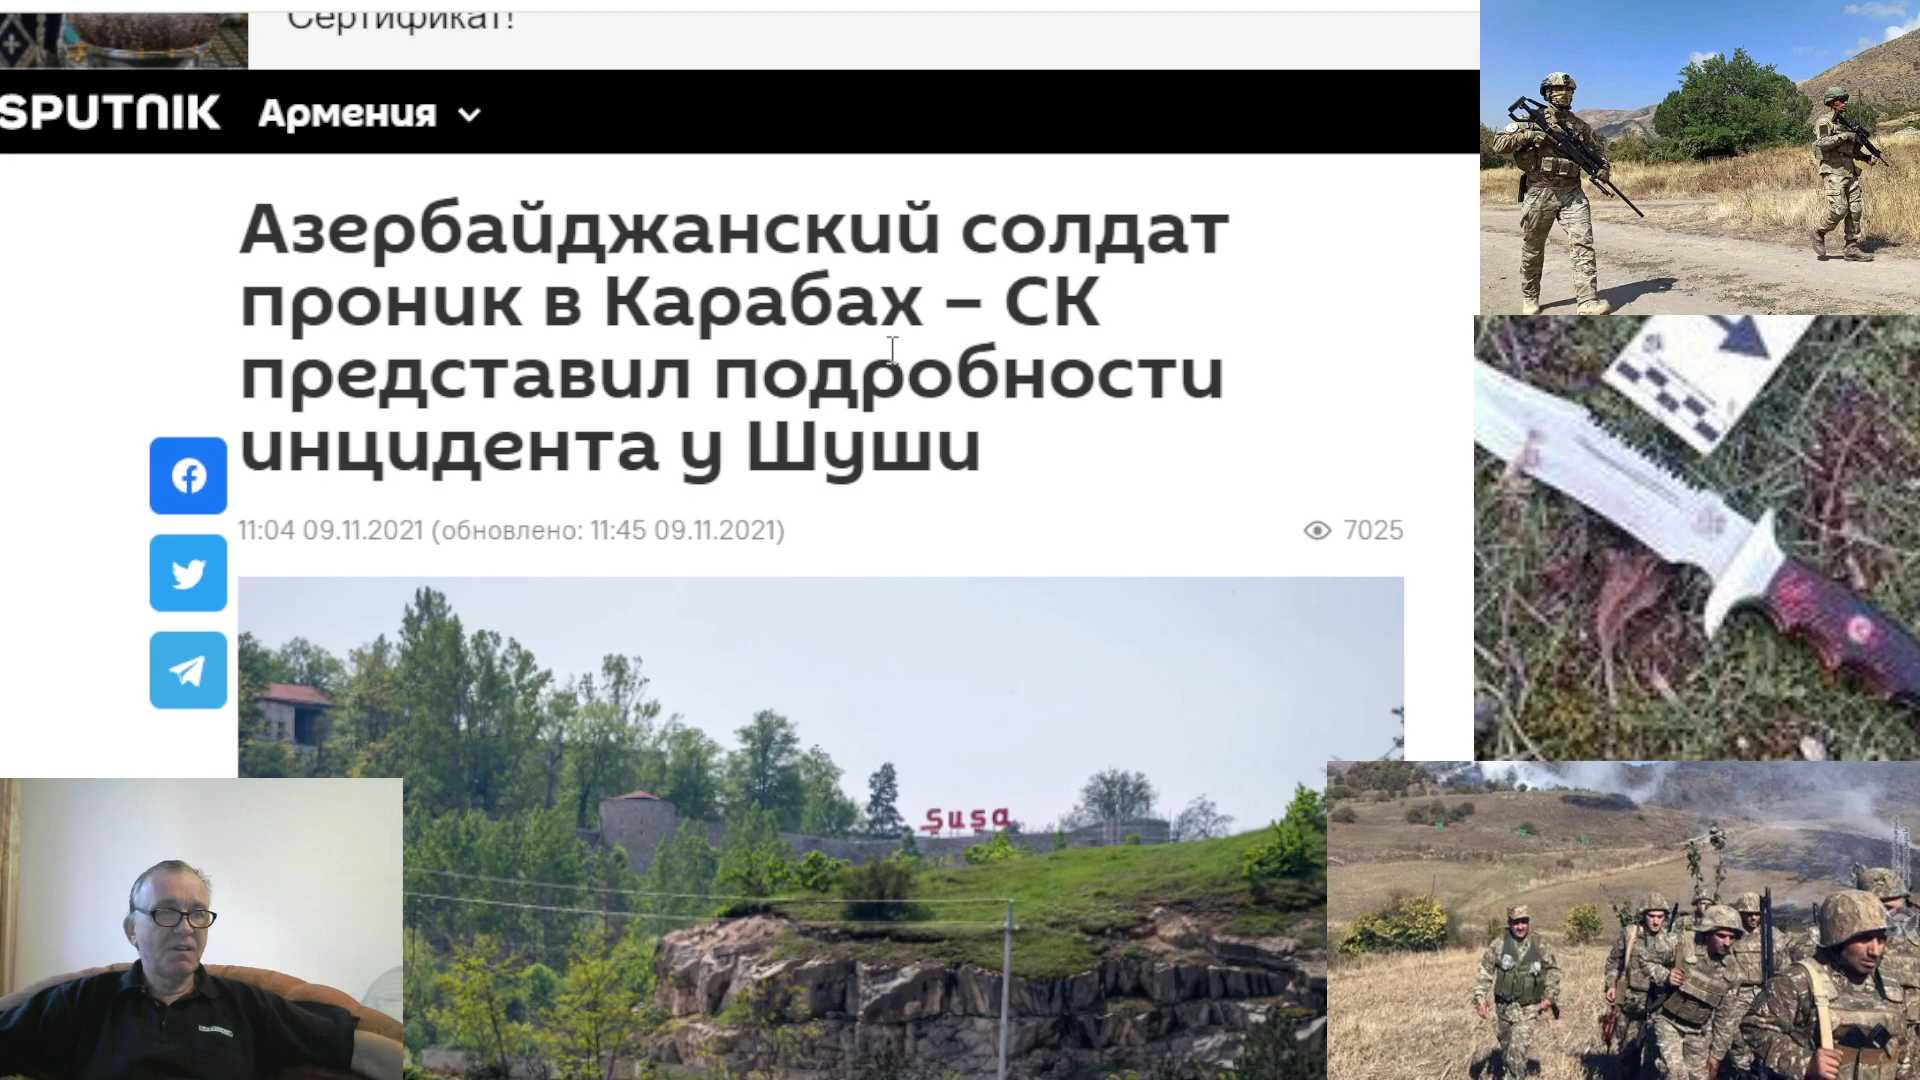 Сертификат!
SPUTNIK Армения
Азербайджанский солдат
проник в Карабах – СК
представил подробности
инцидента у Шуши
11:04 09.11.2021 (обновлено: 11:45 09.11.2021)
7025
Şuşa